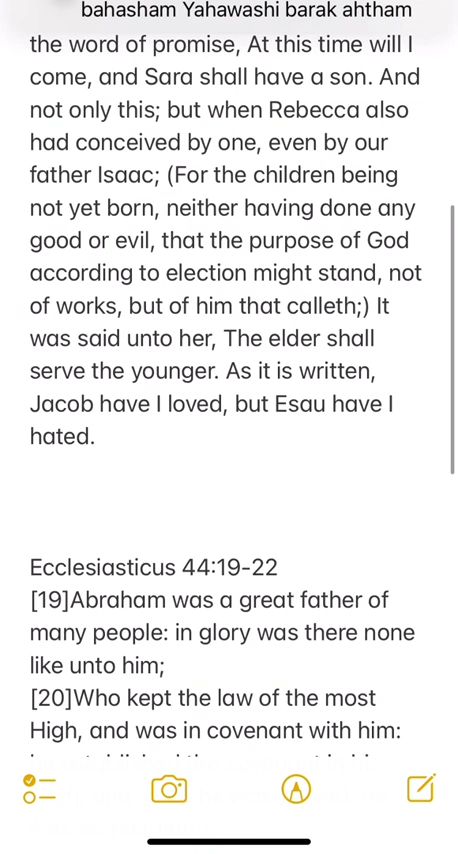 bahasham Yahawashi barak ahtham
the word of promise, At this time will I
come, and Sara shall have a son. And
not only this; but when Rebecca also
had conceived by one, even by our
father Isaac; (For the children being
not yet born, neither having done any
good or evil, that the purpose of God
according to election might stand, not
of works, but of him that calleth;) It
was said unto her, The elder shall
serve the younger. As it is written,
Jacob have I loved, but Esau have I
hated.
Ecclesiasticus 44:19-22
[19]Abraham was a great father of
many people: in glory was there none
like unto him;
[20]Who kept the law of the most
High, and was in covenant with him: